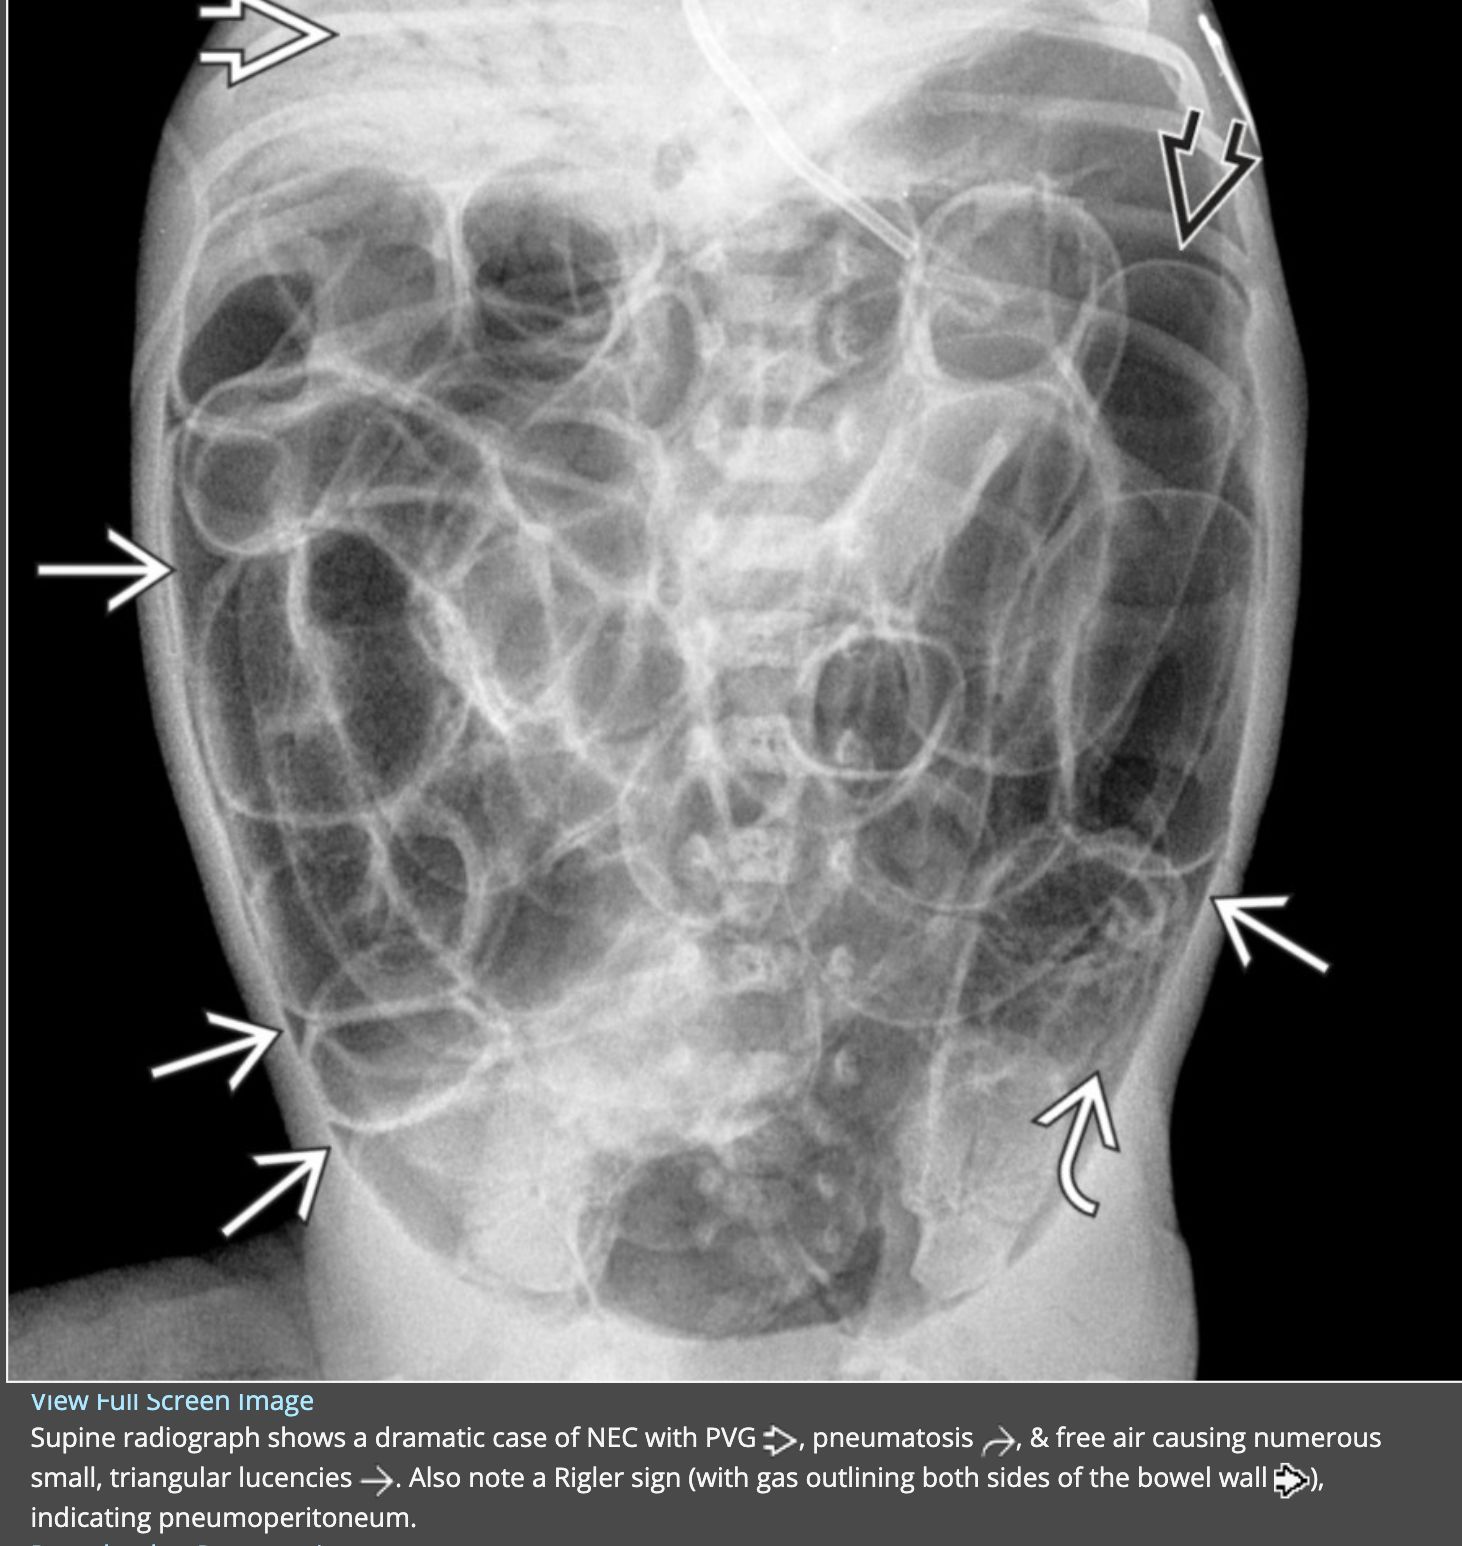 View Full Screen Image
Supine radiograph shows a dramatic case of NEC with PVG , pneumatosis , & free air causing numerous
small, triangular lucencies . Also note a Rigler sign (with gas outlining both sides of the bowel wall ),
indicating pneumoperitoneum.